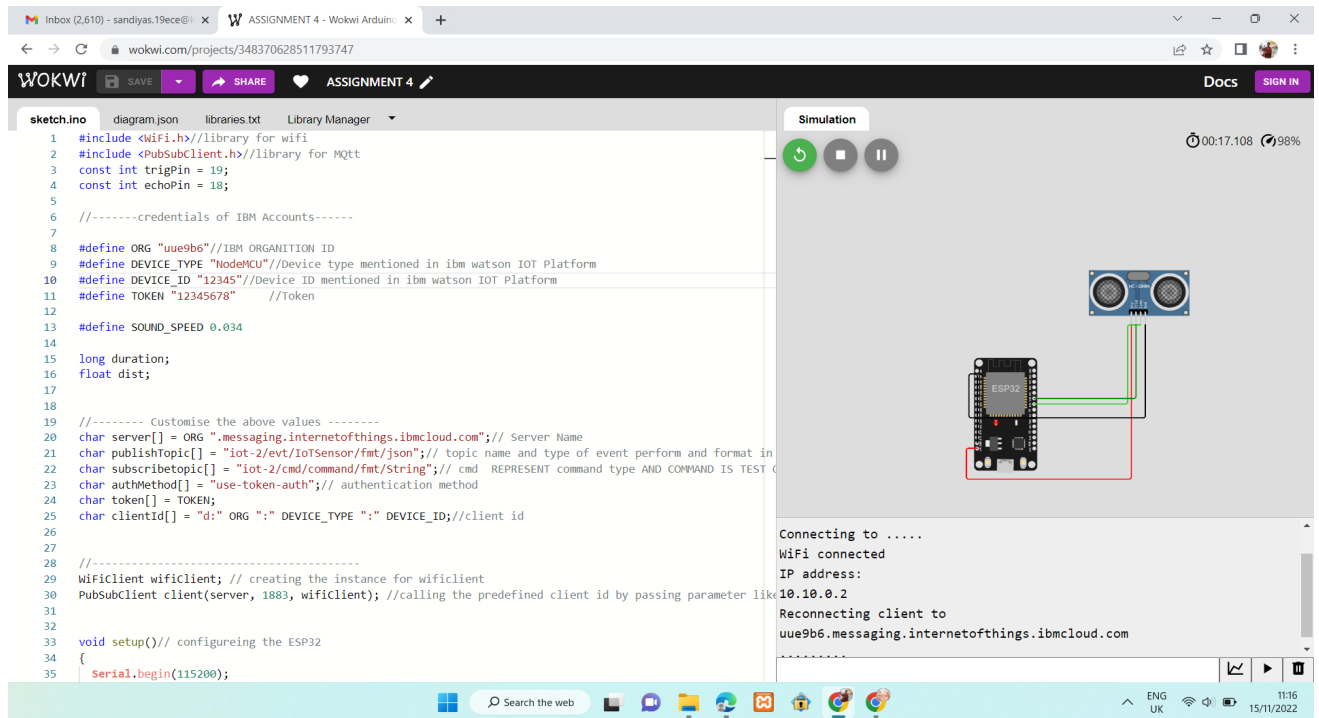 Inbox (2,610) - sandiyas.19ece@
ASSIGNMENT 4 - Wokwi Arduino
wokwi.com/projects/348370628511793747
WOKWI
SAVE
SHARE
ASSIGNMENT 4
Docs
SIGN IN
sketch.ino diagram.json libraries.txt Library Manager
1 #include <WiFi.h>//library for wifi
2 #include <PubSubClient.h>//library for MQtt
3 const int trigPin = 19;
4 const int echoPin = 18;
5
6 //-------credentials of IBM Accounts------
7
8 #define ORG "uue9b6"//IBM ORGANITION ID
9 #define DEVICE_TYPE "NodeMCU"//Device type mentioned in ibm watson IOT Platform
10 #define DEVICE_ID "12345"//Device ID mentioned in ibm watson IOT Platform
11 #define TOKEN "12345678"     //Token
12
13 #define SOUND_SPEED 0.034
14
15 long duration;
16 float dist;
17
18
19 //-------- Customise the above values --------
20 char server[] = ORG ".messaging.internetofthings.ibmcloud.com";// Server Name
21 char publishTopic[] = "iot-2/evt/IoTSensor/fmt/json";// topic name and type of event perform and format in
22 char subscribetopic[] = "iot-2/cmd/command/fmt/String";// cmd  REPRESENT command type AND COMMAND IS TEST
23 char authMethod[] = "use-token-auth";// authentication method
24 char token[] = TOKEN;
25 char clientId[] = "d:" ORG ":" DEVICE_TYPE ":" DEVICE_ID;//client id
26
27
28 //-----------------------------------------
29 WiFiClient wifiClient; // creating the instance for wificlient
30 PubSubClient client(server, 1883, wifiClient); //calling the predefined client id by passing parameter like
31
32
33 void setup()// configureing the ESP32
34 {
35   Serial.begin(115200);
Simulation
00:17.108 98%
HC-SR04
ESP32
Connecting to .....
WiFi connected
IP address:
10.10.0.2
Reconnecting client to
uue9b6.messaging.internetofthings.ibmcloud.com
.........
Search the web
ENG
UK
11:16
15/11/2022